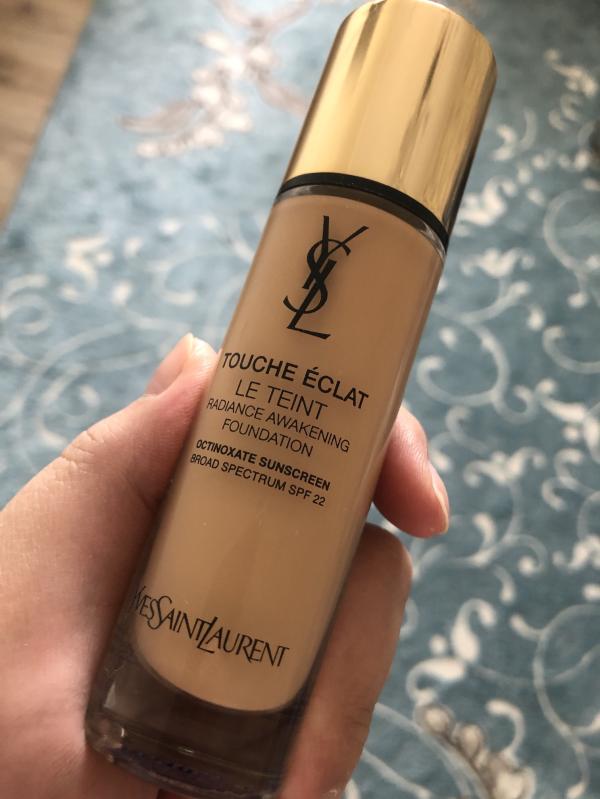 YSL
TOUCHE ÉCLAT
LE TEINT
RADIANCE AWAKENING
FOUNDATION
OCTINOXATE SUNSCREEN
BROAD SPECTRUM SPF 22
YVESSAINTLAURENT